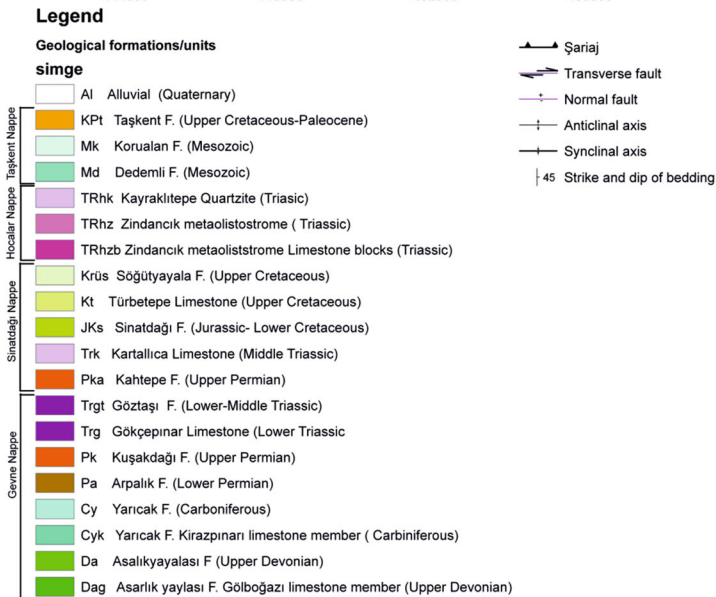 Legend
Geological formations/units
simge
Al Alluvial (Quaternary)
Taşkent Nappe
KPt Taşkent F. (Upper Cretaceous-Paleocene)
Mk Korualan F. (Mesozoic)
Md Dedemli F. (Mesozoic)
Hocalar Nappe
TRhk Kayraklıtepe Quartzite (Triasic)
TRhz Zindancık metaolistostrome ( Triassic)
TRhzb Zindancık metaoliststrome Limestone blocks (Triassic)
Sinatdağı Nappe
Krüs Söğütyayala F. (Upper Cretaceous)
Kt Türbetepe Limestone (Upper Cretaceous)
JKs Sinatdağı F. (Jurassic- Lower Cretaceous)
Trk Kartallıca Limestone (Middle Triassic)
Pka Kahtepe F. (Upper Permian)
Gevne Nappe
Trgt Göztaşı F. (Lower-Middle Triassic)
Trg Gökçepınar Limestone (Lower Triassic
Pk Kuşakdağı F. (Upper Permian)
Pa Arpalık F. (Lower Permian)
Cy Yarıcak F. (Carboniferous)
Cyk Yarıcak F. Kirazpınarı limestone member ( Carbiniferous)
Da Asalıkyayalası F (Upper Devonian)
Dag Asarlık yaylası F. Gölboğazı limestone member (Upper Devonian)
Şariaj
Transverse fault
Normal fault
Anticlinal axis
Synclinal axis
45 Strike and dip of bedding